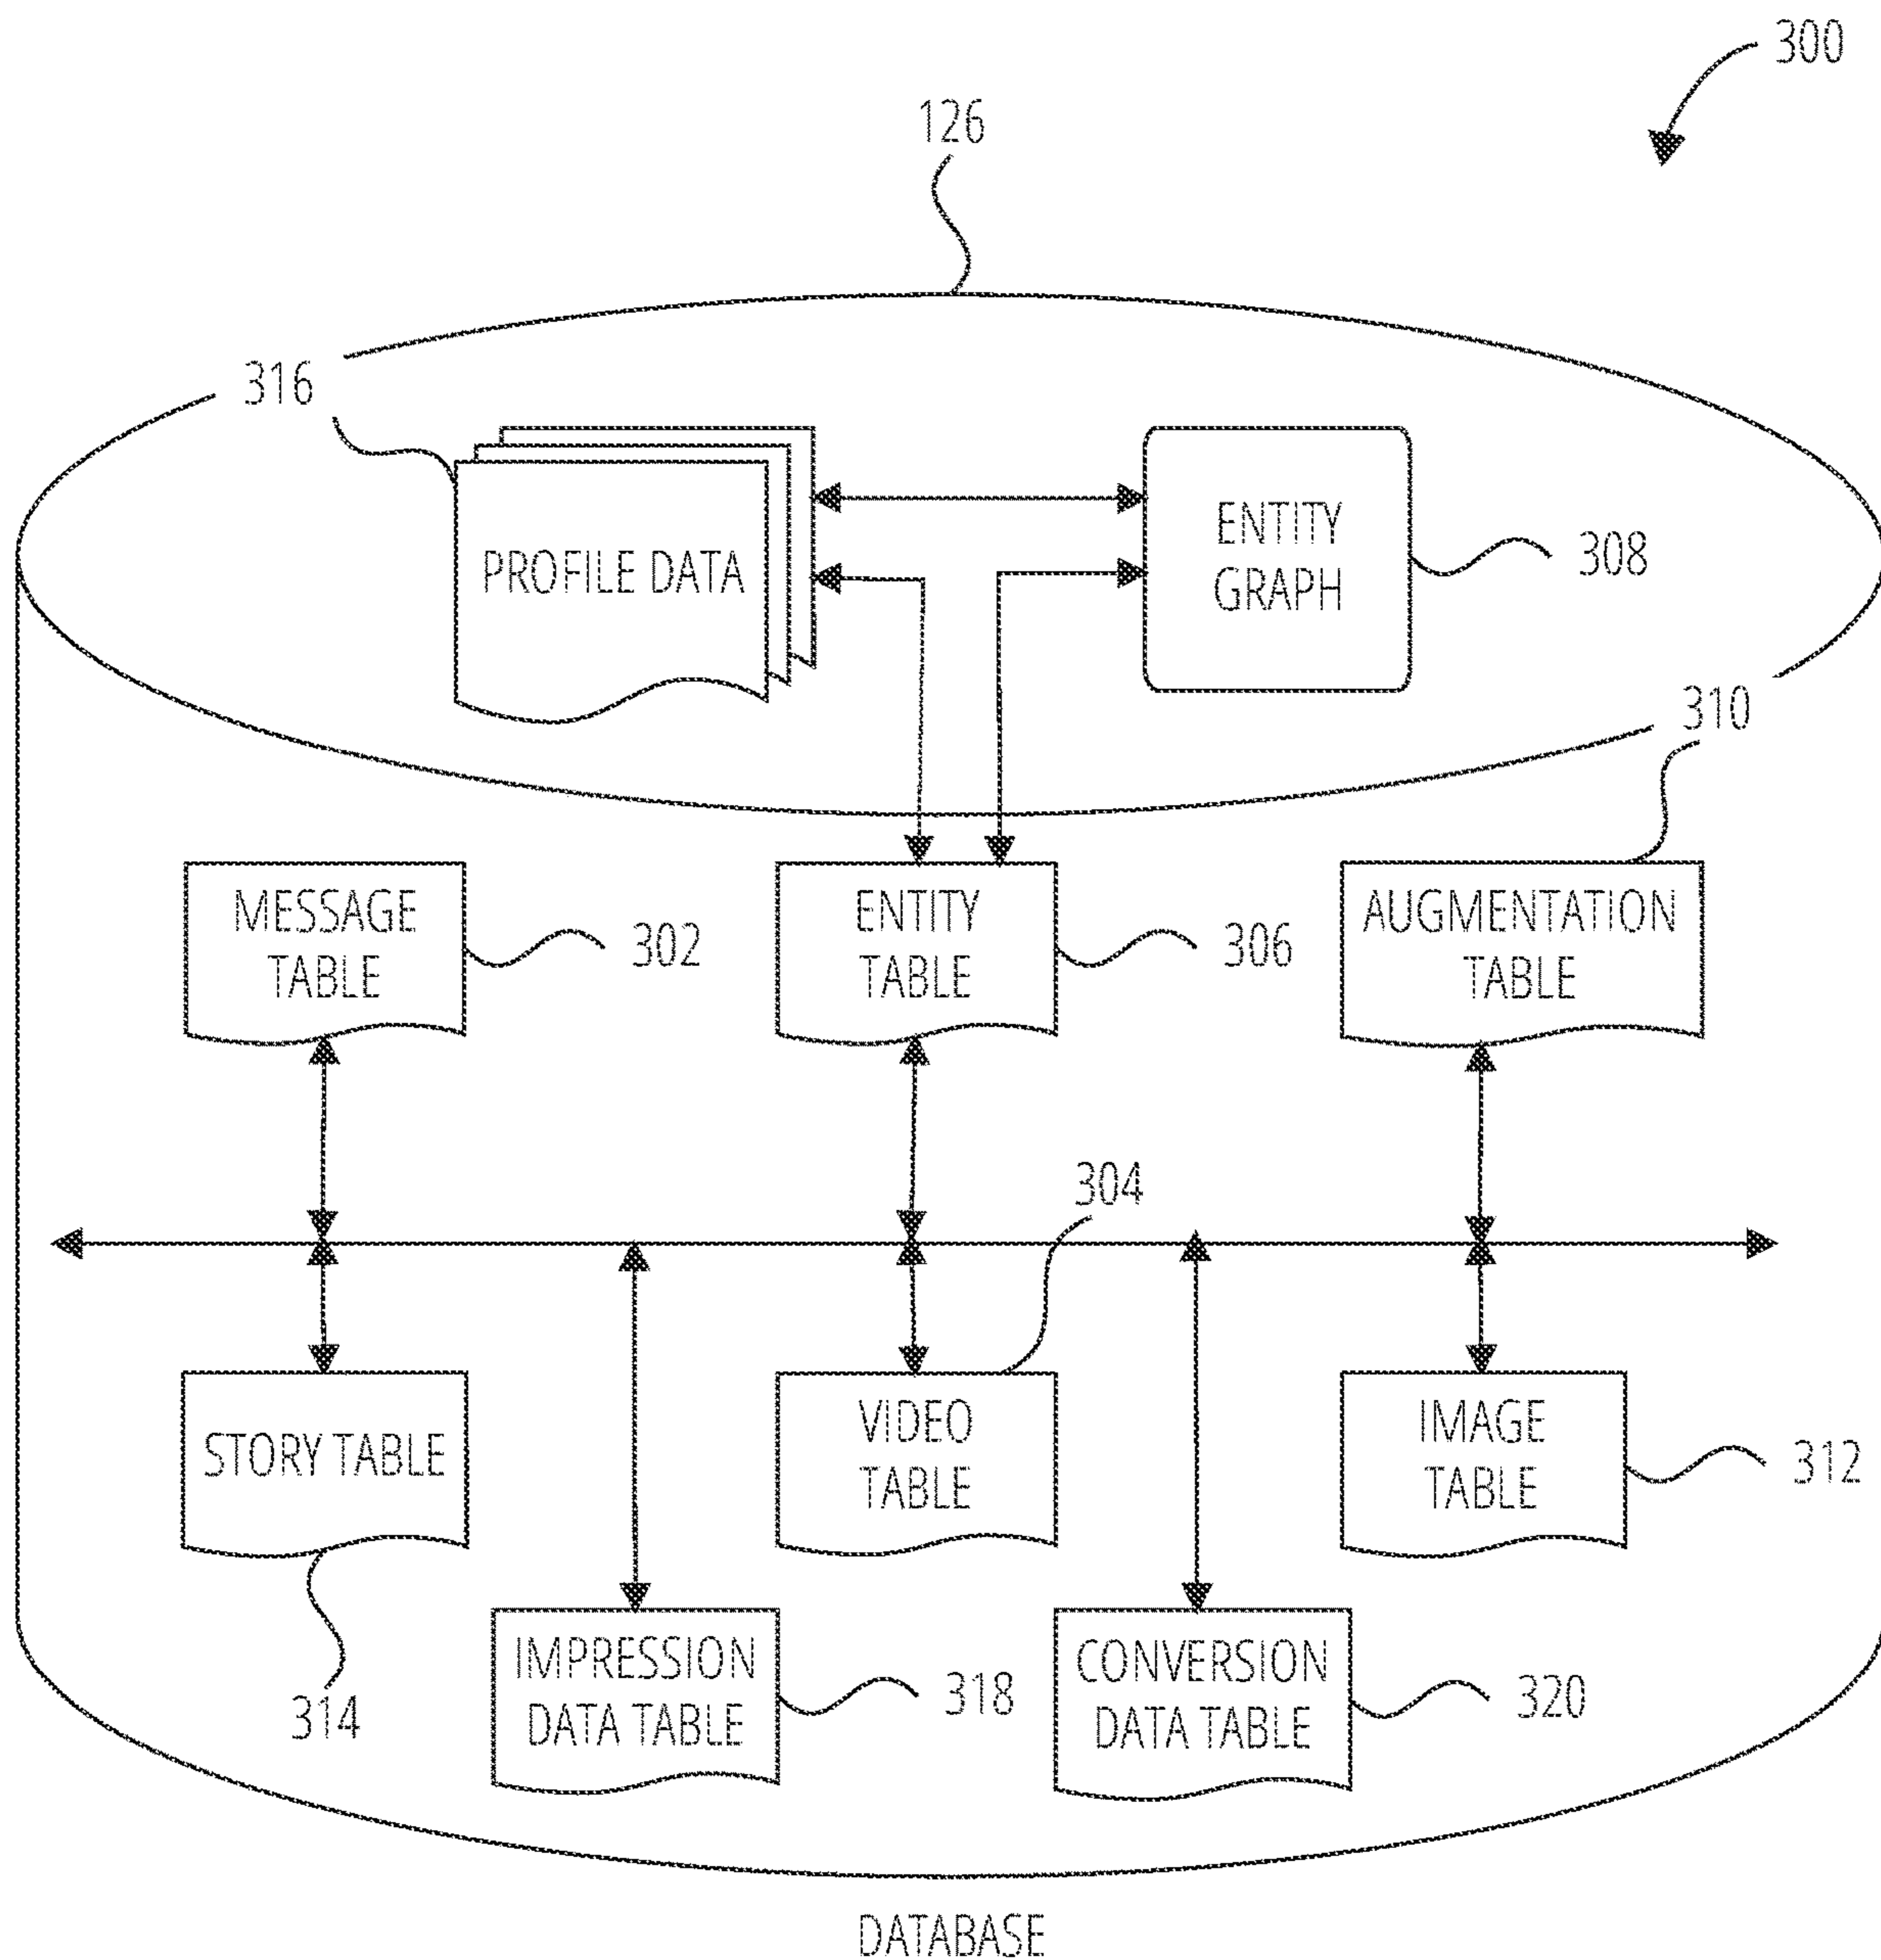 300
126
316
PROFILE DATA
ENTITY
GRAPH
308
310
MESSAGE
TABLE
302
ENTITY
TABLE
306
AUGMENTATION
TABLE
304
STORY TABLE
VIDEO
TABLE
IMAGE
TABLE
312
314
IMPRESSION
DATA TABLE
318
CONVERSION
DATA TABLE
320
DATABASE